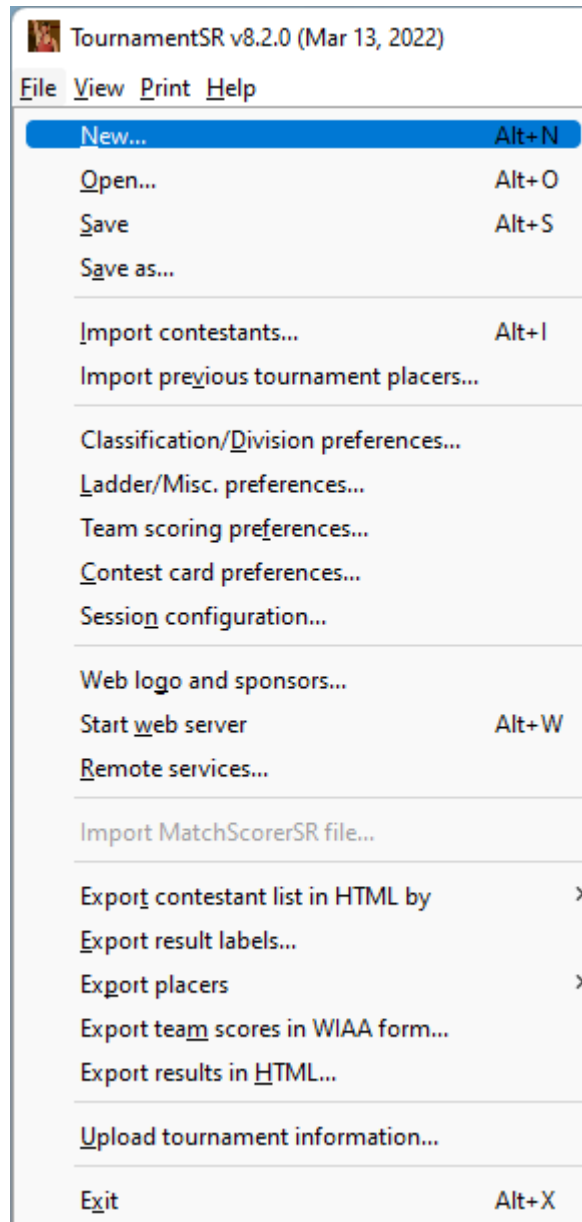 TournamentSR v8.2.0 (Mar 13, 2022)
File View Print Help
New... Alt+N
Open... Alt+O
Save Alt+S
Save as...
Import contestants... Alt+I
Import previous tournament placers...
Classification/Division preferences...
Ladder/Misc. preferences...
Team scoring preferences...
Contest card preferences...
Session configuration...
Web logo and sponsors...
Start web server Alt+W
Remote services...
Import MatchScorerSR file...
Export contestant list in HTML by
Export result labels...
Export placers
Export team scores in WIAA form...
Export results in HTML...
Upload tournament information...
Exit Alt+X